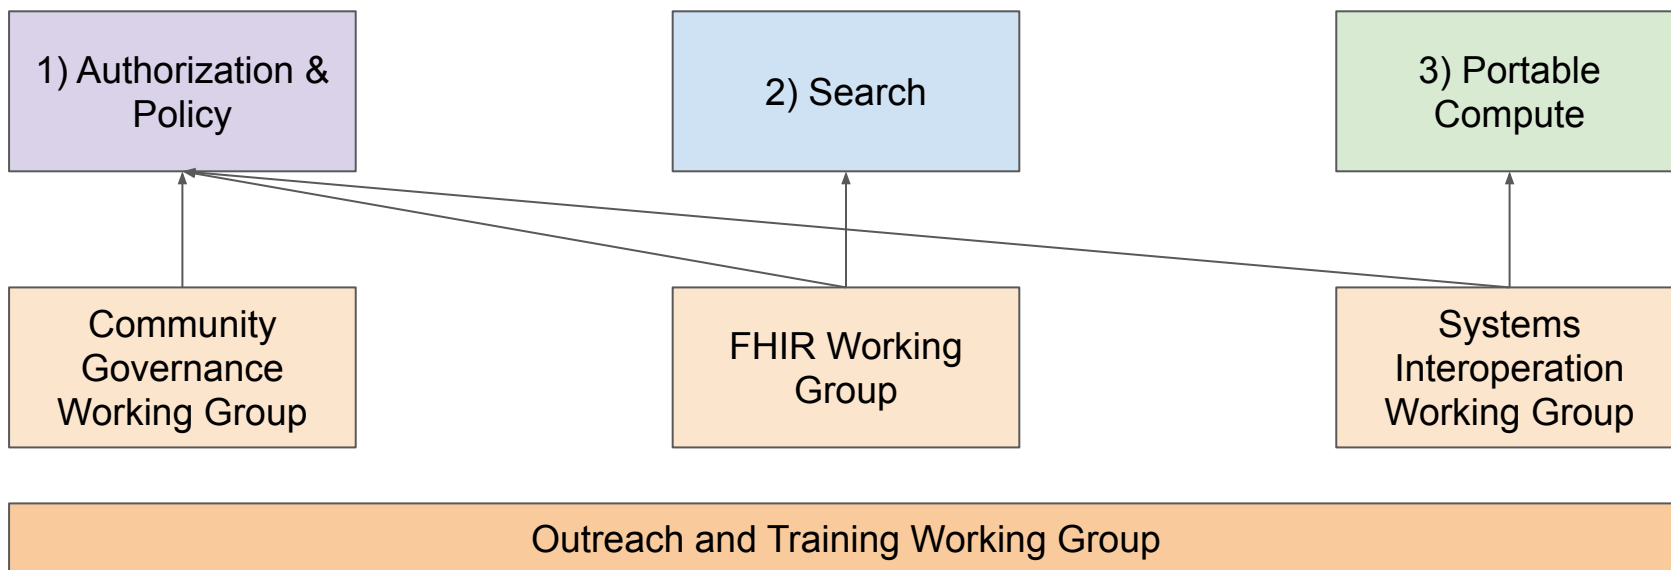 1) Authorization &
Policy
2) Search
3) Portable
Compute
Community
Governance
Working Group
FHIR Working
Group
Systems
Interoperation
Working Group
Outreach and Training Working Group